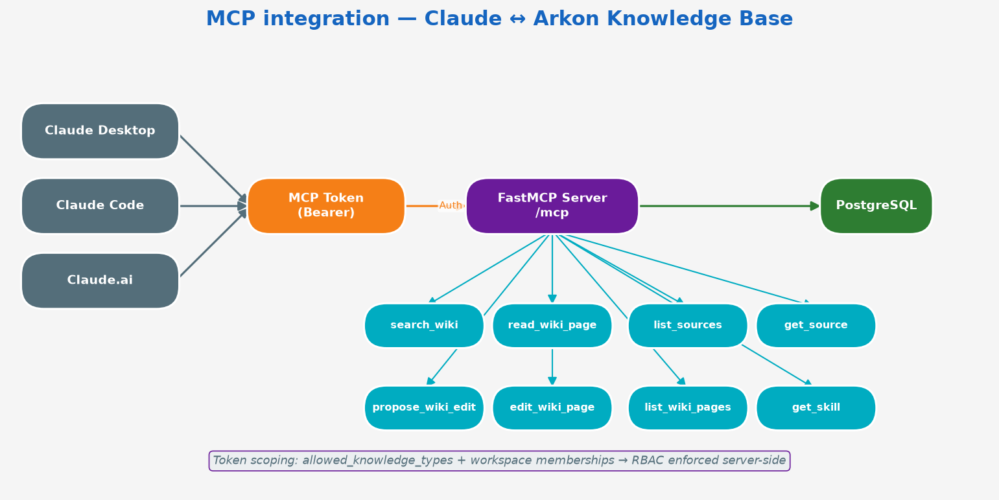 MCP integration — Claude ↔ Arkon Knowledge Base
Claude Desktop
Claude Code
Claude.ai
MCP Token
(Bearer)
Auth
FastMCP Server
/mcp
PostgreSQL
search_wiki
read_wiki_page
list_sources
get_source
propose_wiki_edit
edit_wiki_page
list_wiki_pages
get_skill
Token scoping: allowed_knowledge_types + workspace memberships → RBAC enforced server-side